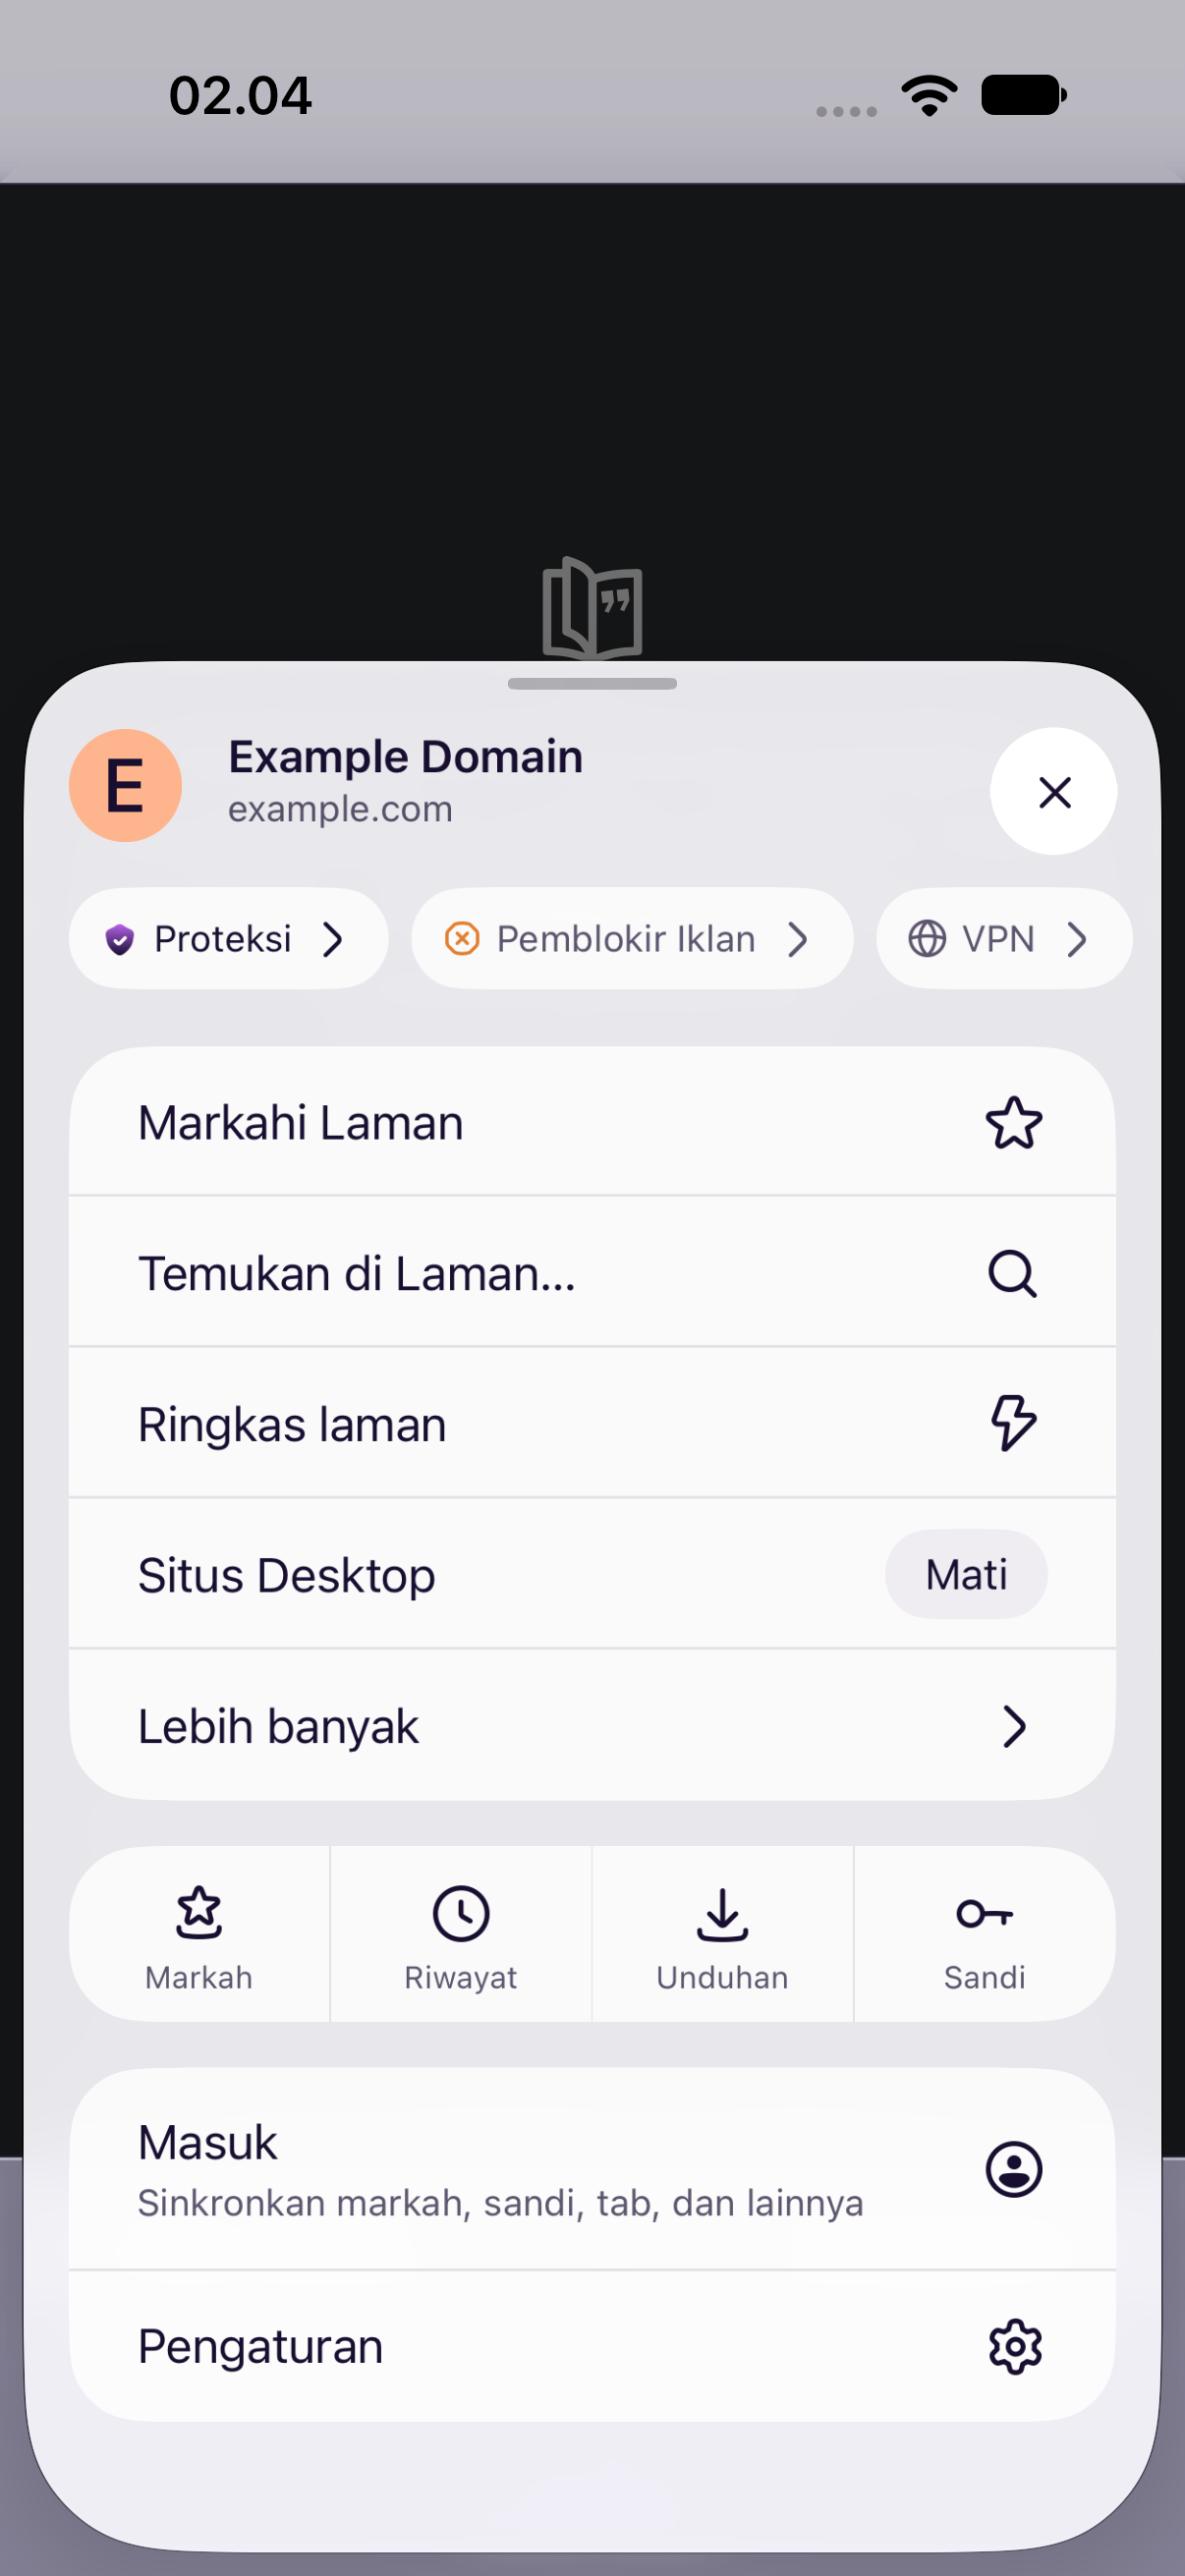 02.04
E
Example Domain
example.com
Proteksi
Pemblokir Iklan
VPN
Markahi Laman
Temukan di Laman...
Ringkas laman
Situs Desktop
Mati
Lebih banyak
Markah
Riwayat
Unduhan
Sandi
Masuk
Sinkronkan markah, sandi, tab, dan lainnya
Pengaturan